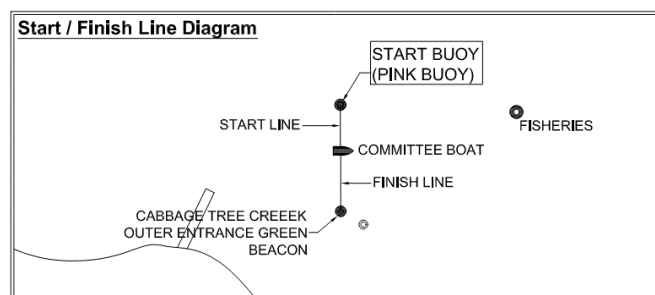 Start / Finish Line Diagram
START BUOY
(PINK BUOY)
START LINE
FISHERIES
COMMITTEE BOAT
FINISH LINE
CABBAGE TREE CREEEK
OUTER ENTRANCE GREEN
BEACON